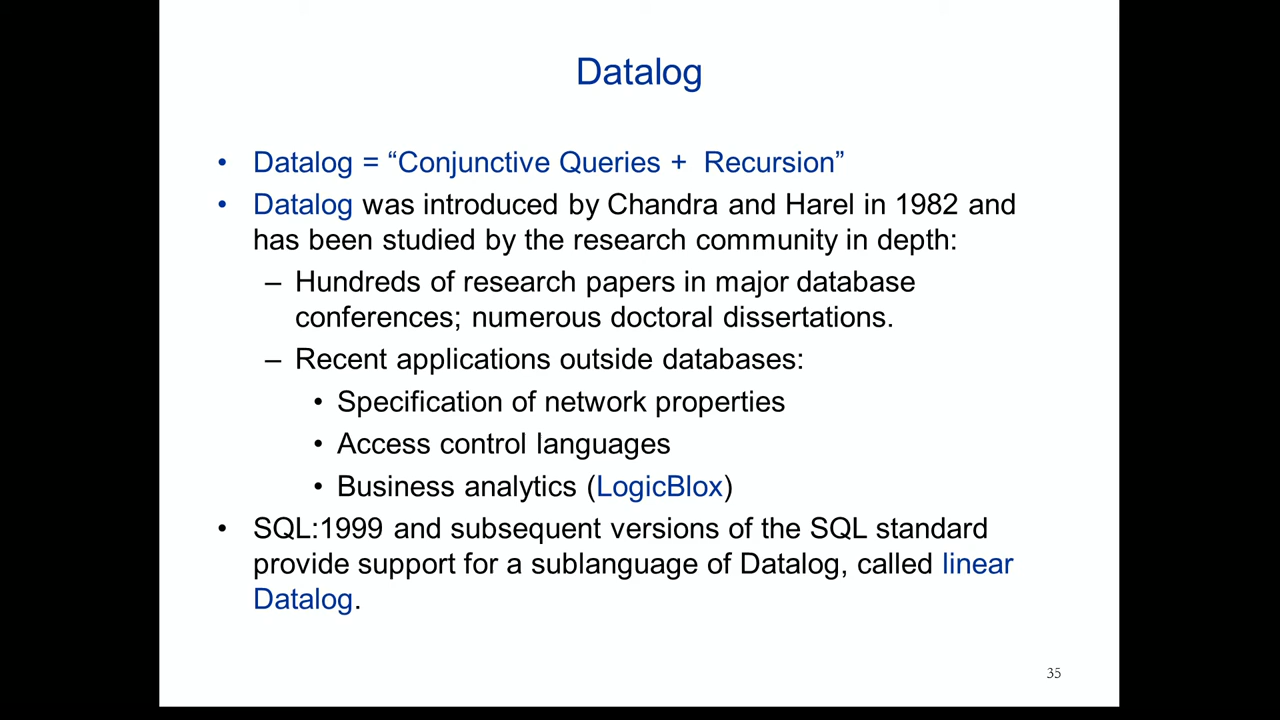 Datalog
• Datalog = “Conjunctive Queries + Recursion”
• Datalog was introduced by Chandra and Harel in 1982 and
has been studied by the research community in depth:
– Hundreds of research papers in major database
conferences; numerous doctoral dissertations.
– Recent applications outside databases:
• Specification of network properties
• Access control languages
• Business analytics (LogicBlox)
• SQL:1999 and subsequent versions of the SQL standard
provide support for a sublanguage of Datalog, called linear
Datalog.
35